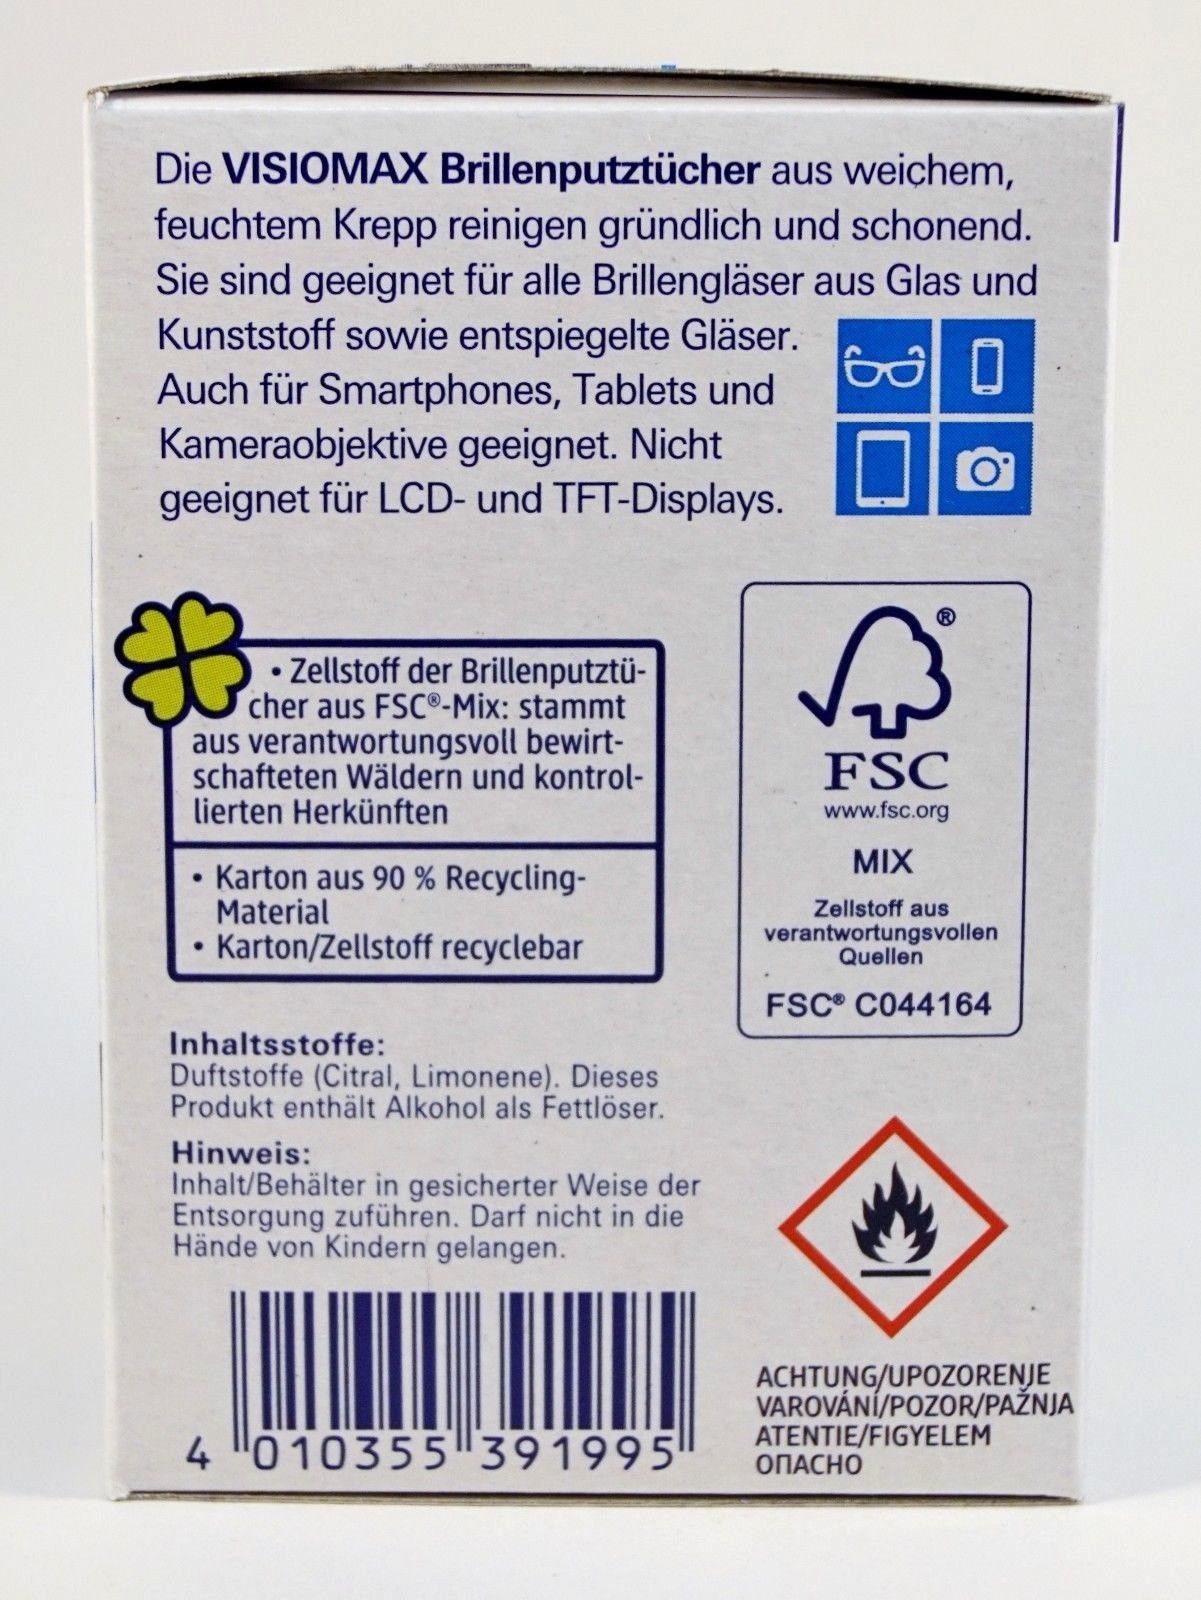 Die VISIOMAX Brillenputztücher aus weichem,
feuchtem Krepp reinigen gründlich und schonend.
Sie sind geeignet für alle Brillengläser aus Glas und
Kunststoff sowie entspiegelte Gläser.
Auch für Smartphones, Tablets und
Kameraobjektive geeignet. Nicht
geeignet für LCD- und TFT-Displays.
• Zellstoff der Brillenputztü-
cher aus FSC®-Mix: stammt
aus verantwortungsvoll bewirt-
schafteten Wäldern und kontrol-
lierten Herkünften
• Karton aus 90 % Recycling-
Material
• Karton/Zellstoff recyclebar
®
FSC
www.fsc.org
MIX
Zellstoff aus
verantwortungsvollen
Quellen
FSC® C044164
Inhaltsstoffe:
Duftstoffe (Citral, Limonene). Dieses
Produkt enthält Alkohol als Fettlöser.
Hinweis:
Inhalt/Behälter in gesicherter Weise der
Entsorgung zuführen. Darf nicht in die
Hände von Kindern gelangen.
4 010355 391995
ACHTUNG/UPOZORENJE
VAROVÁNÍ/POZOR/PAŽNJA
ATENTIE/FIGYELEM
ОПАСНО